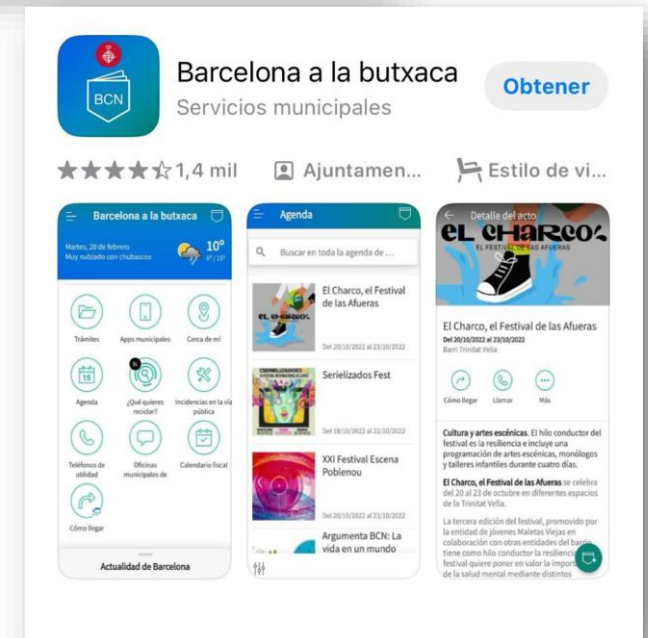 BCN
Barcelona a la butxaca
Servicios municipales
Obtener
1,4 mil
Ajuntamen...
Estilo de vi...
Barcelona a la butxaca
Martes, 28 de febrero
Muy nublado con chubascos
10°
6°/15°
Trámites
Apps municipales
Cerca de mí
16
N
Agenda
¿Qué quieres
reciclar?
Incidencias en la vía
pública
Teléfonos de
utilidad
Oficinas
municipales de
Calendario fiscal
Cómo llegar
Actualidad de Barcelona
Agenda
Buscar en toda la agenda de ...
EL CHARCO
El Charco, el Festival
de las Afueras
Del 20/10/2022 al 23/10/2022
SERIELIZADOS
Serielizados Fest
Del 18/10/2022 al 23/10/2022
XXI Festival Escena
Poblenou
Del 20/10/2022 al 23/10/2022
Argumenta BCN: La
vida en un mundo
Detalle del acto
EL CHARCO
EL FESTIVAL DE LAS AFUERAS
El Charco, el Festival de las Afueras
Del 20/10/2022 al 23/10/2022
Barri Trinitat Vella
Cómo llegar
Llamar
Más
Cultura y artes escénicas. El hilo conductor del
festival es la resiliencia e incluye una
programación de artes escénicas, monólogos
y talleres infantiles durante cuatro días.
El Charco, el Festival de las Afueras se celebra
del 20 al 23 de octubre en diferentes espacios
de la Trinitat Vella.
La tercera edición del festival, promovido por
la entidad de jóvenes Maletas Viejas en
colaboración con otras entidades del barrio,
tiene como hilo conductor la resiliencia
festival quiere poner en valor la
de la salud mental mediante distintos